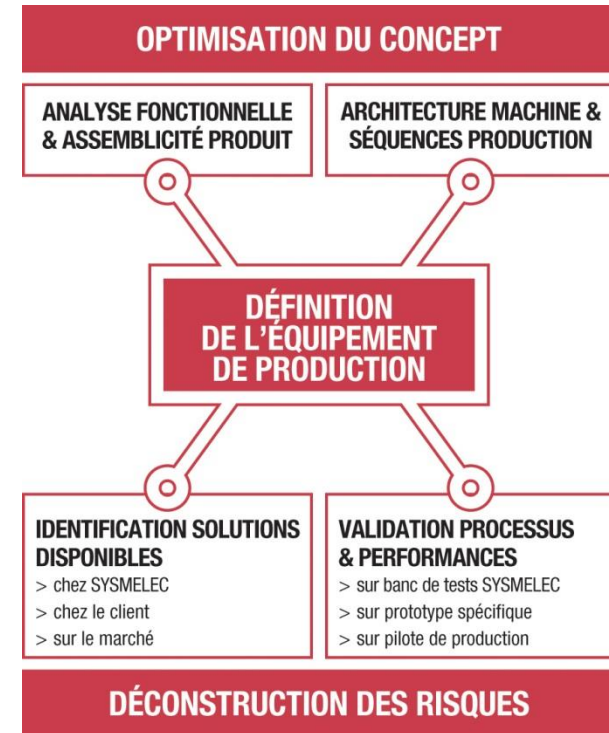 OPTIMISATION DU CONCEPT
ANALYSE FONCTIONNELLE
& ASSEMBLICITÉ PRODUIT
ARCHITECTURE MACHINE &
SÉQUENCES PRODUCTION
DÉFINITION
DE L'ÉQUIPEMENT
DE PRODUCTION
IDENTIFICATION SOLUTIONS
DISPONIBLES
> chez SYSMELEC
> chez le client
> sur le marché
VALIDATION PROCESSUS
& PERFORMANCES
> sur banc de tests SYSMELEC
> sur prototype spécifique
> sur pilote de production
DÉCONSTRUCTION DES RISQUES